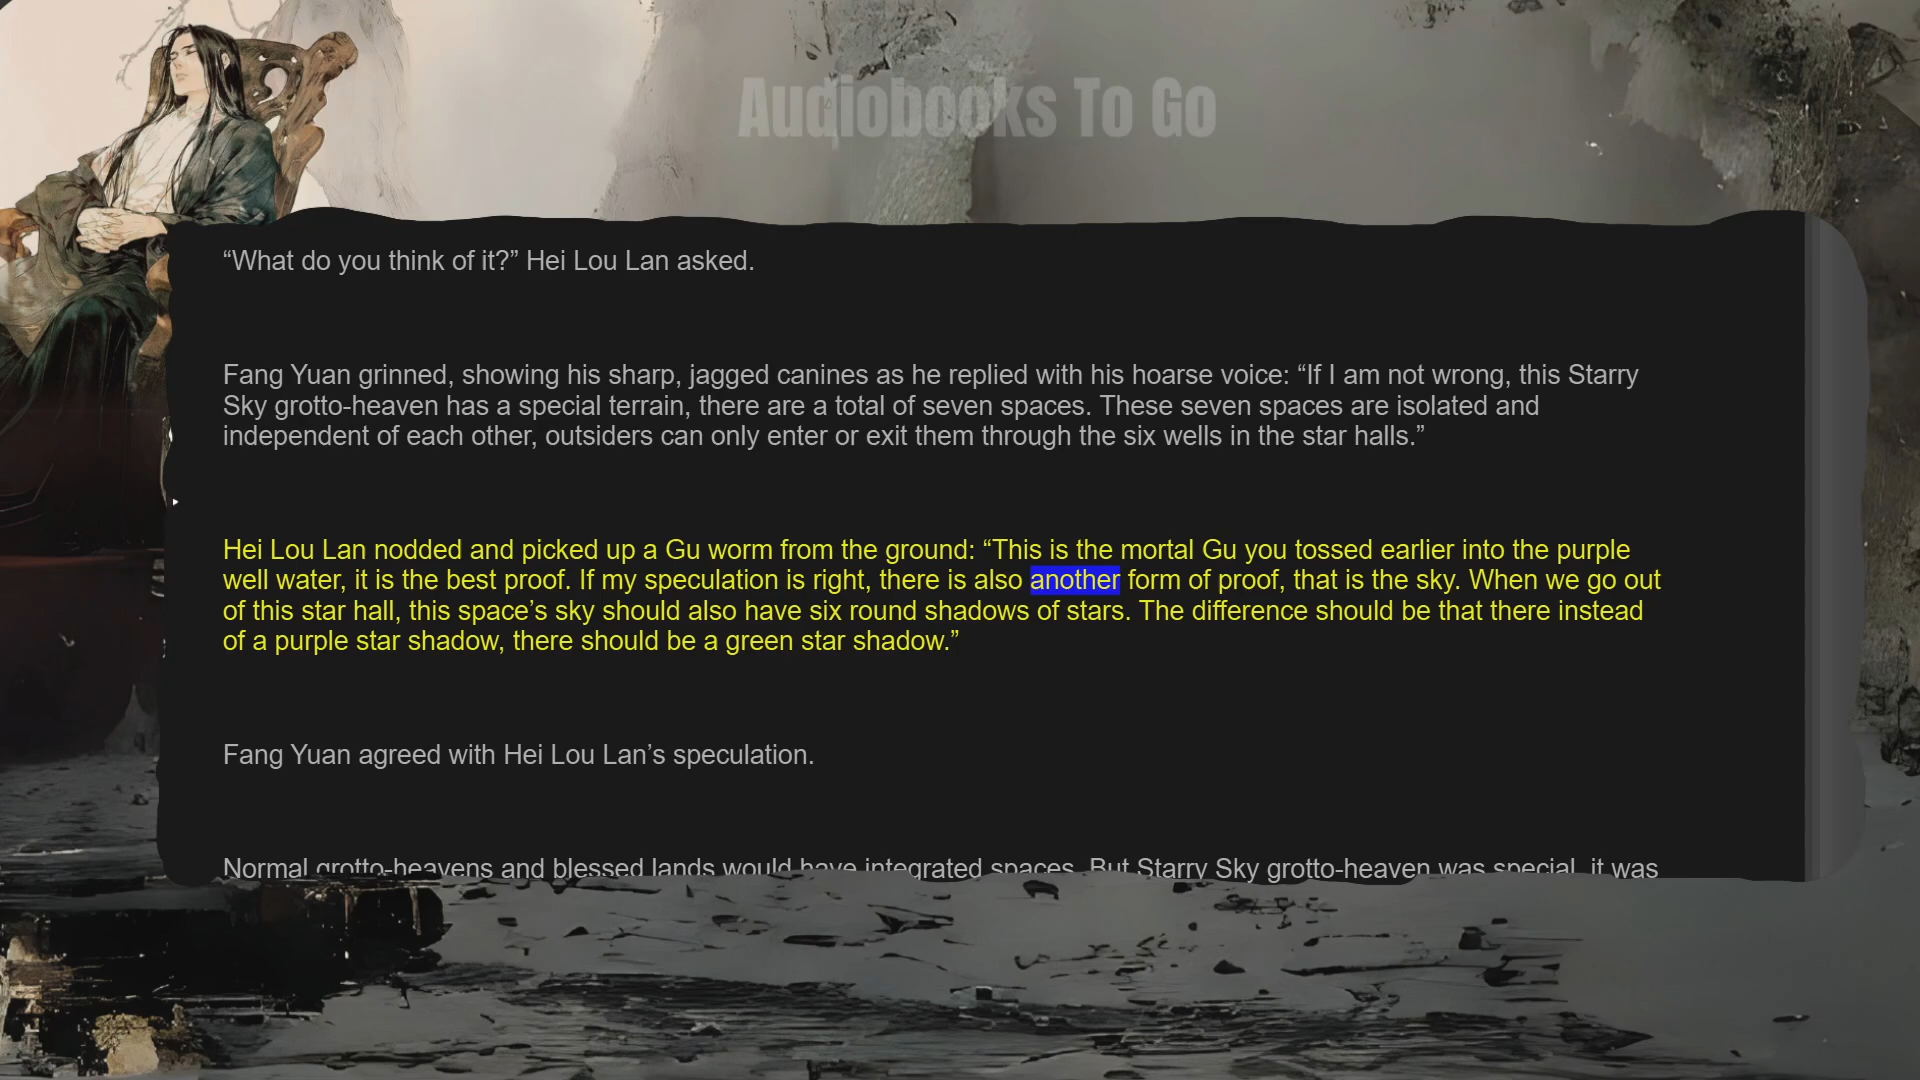 Audiobooks To Go
“What do you think of it?” Hei Lou Lan asked.
Fang Yuan grinned, showing his sharp, jagged canines as he replied with his hoarse voice: “If I am not wrong, this Starry
Sky grotto-heaven has a special terrain, there are a total of seven spaces. These seven spaces are isolated and
independent of each other, outsiders can only enter or exit them through the six wells in the star halls.”
Hei Lou Lan nodded and picked up a Gu worm from the ground: “This is the mortal Gu you tossed earlier into the purple
well water, it is the best proof. If my speculation is right, there is also another form of proof, that is the sky. When we go out
of this star hall, this space’s sky should also have six round shadows of stars. The difference should be that there instead
of a purple star shadow, there should be a green star shadow.”
Fang Yuan agreed with Hei Lou Lan’s speculation.
Normal grotto-heavens and blessed lands would have integrated spaces. But Starry Sky grotto-heaven was special, it was